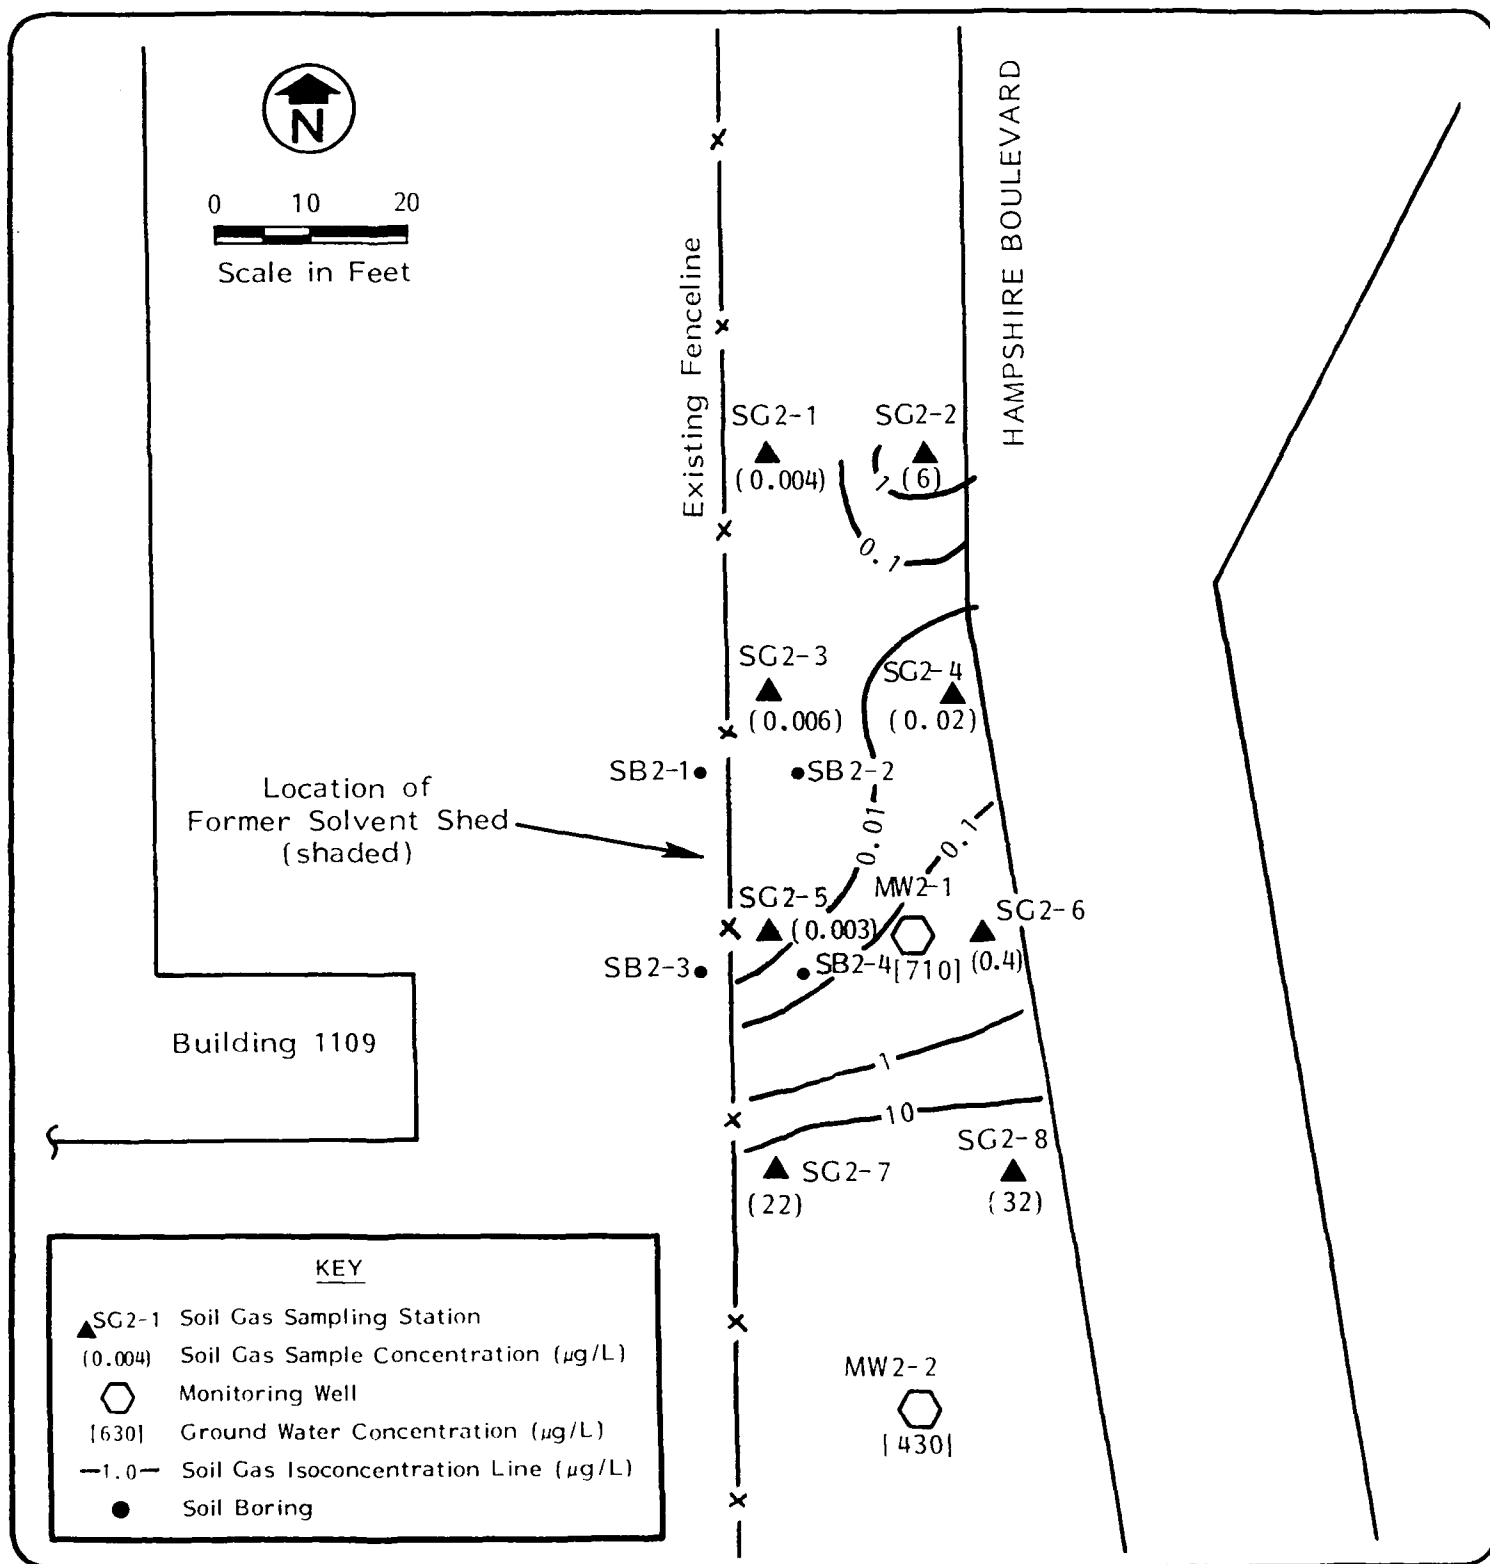 N
0 10 20
Scale in Feet
Existing Fenceline
HAMPSHIRE BOULEVARD
SG2-1
(0.004)
SG2-2
(6)
1
0.1
SG2-3
(0.006)
SG2-4
(0.02)
SB2-1
SB2-2
Location of
Former Solvent Shed
(shaded)
0.01
0.1
MW2-1
[710]
SG2-5
(0.003)
SG2-6
(0.4)
SB2-3
SB2-4
Building 1109
1
10
SG2-7
(22)
SG2-8
(32)
MW2-2
[430]
KEY
SG2-1 Soil Gas Sampling Station
(0.004) Soil Gas Sample Concentration (µg/L)
Monitoring Well
[630] Ground Water Concentration (µg/L)
—1.0— Soil Gas Isoconcentration Line (µg/L)
Soil Boring